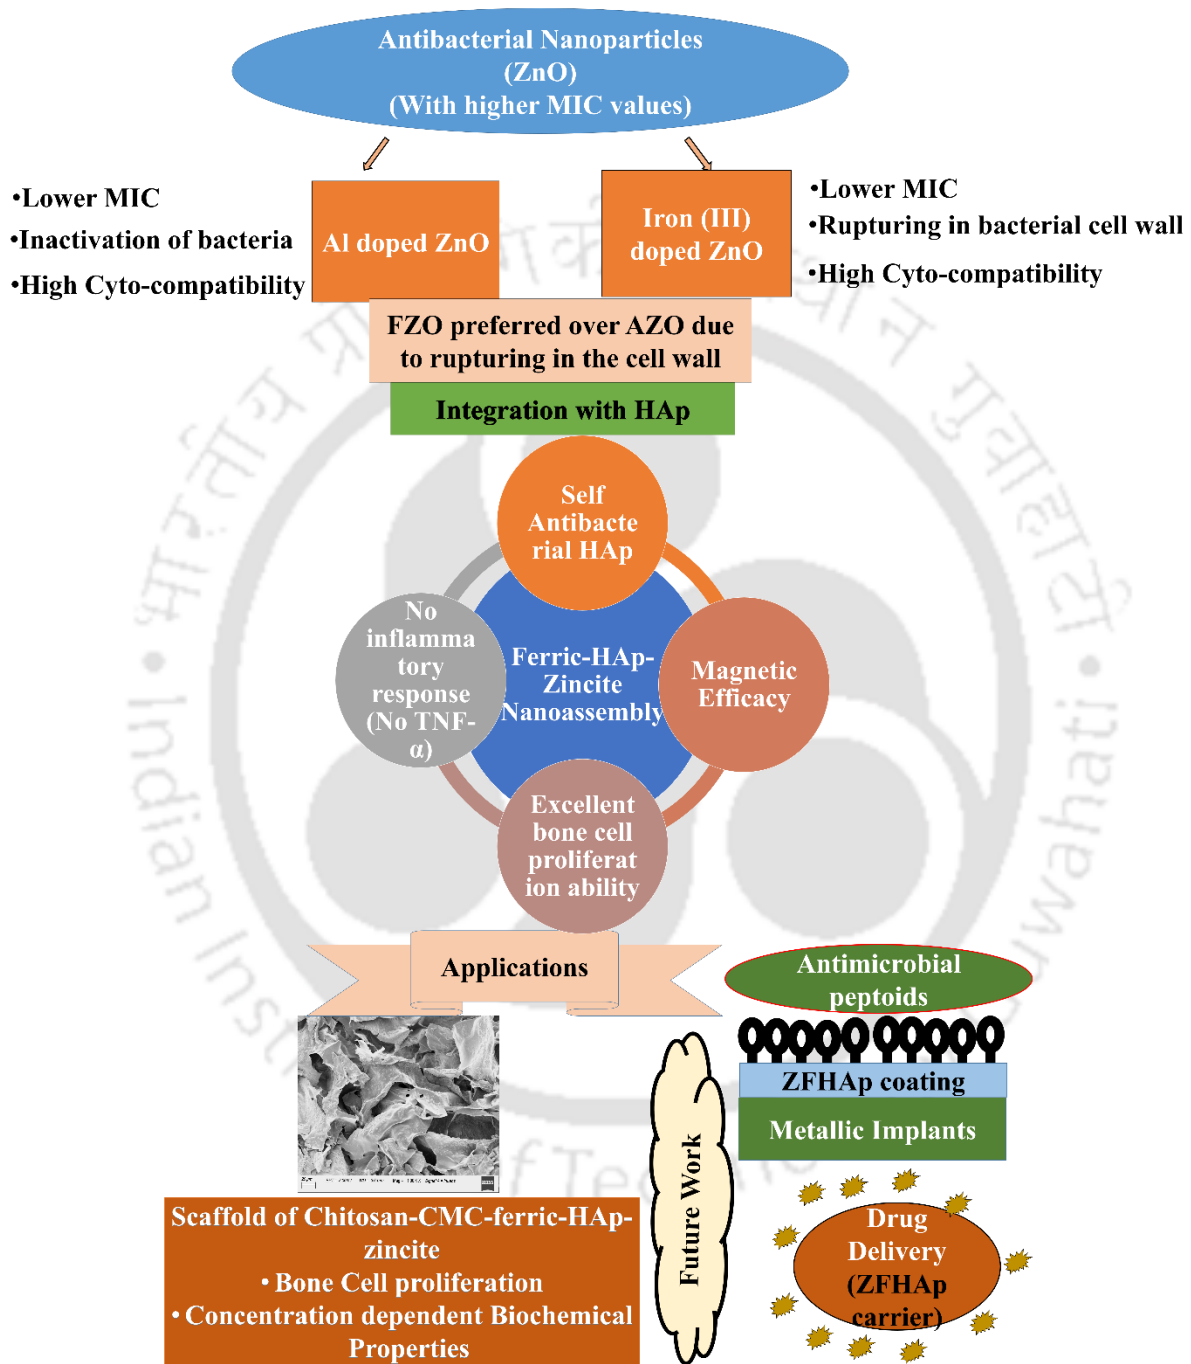 Antibacterial Nanoparticles
(ZnO)
(With higher MIC values)
•Lower MIC
•Inactivation of bacteria
•High Cyto-compatibility
Al doped ZnO
Iron (III)
doped ZnO
•Lower MIC
•Rupturing in bacterial cell wall
•High Cyto-compatibility
FZO preferred over AZO due
to rupturing in the cell wall
Integration with HAp
Self
Antibacte
rial HAp
No
inflamma
tory
response
(No TNF-
α)
Ferric-HAp-
Zincite
Nanoassembly
Magnetic
Efficacy
Excellent
bone cell
proliferat
ion ability
Applications
Antimicrobial
peptoids
ZFHAp coating
Metallic Implants
Future Work
Scaffold of Chitosan-CMC-ferric-HAp-
zincite
• Bone Cell proliferation
• Concentration dependent Biochemical
Properties
Drug
Delivery
(ZFHAp
carrier)
भारतीय
गुवाहाटी
Indian
of